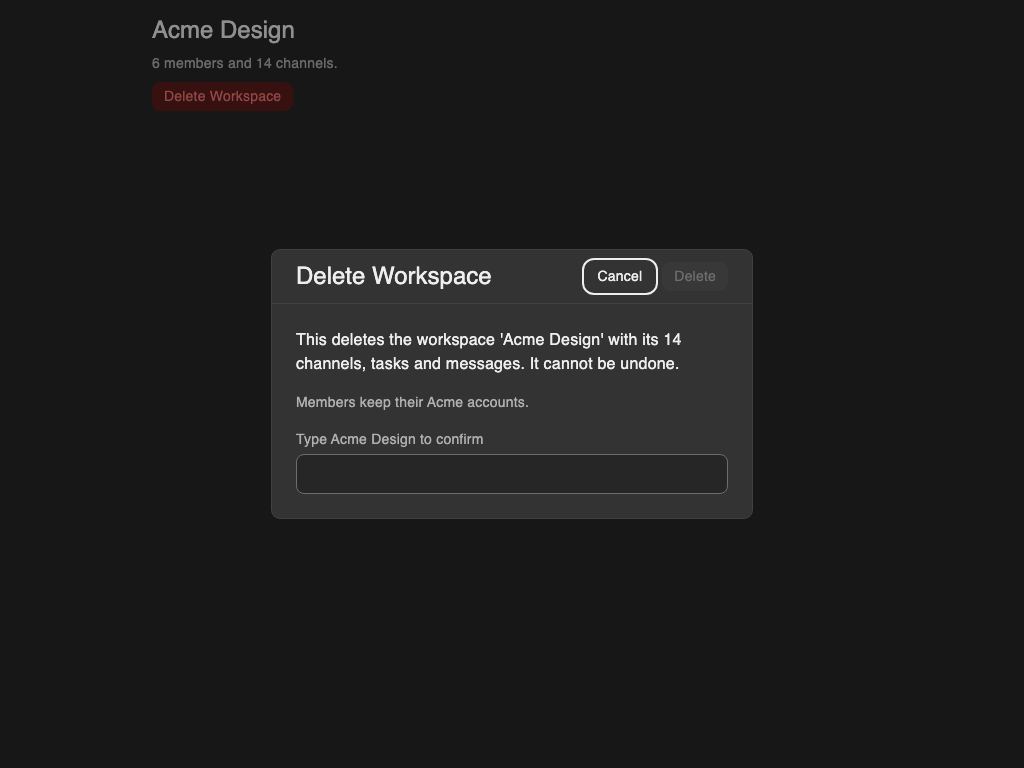 Acme Design
6 members and 14 channels.
Delete Workspace
Delete Workspace
Cancel
Delete
This deletes the workspace 'Acme Design' with its 14
channels, tasks and messages. It cannot be undone.
Members keep their Acme accounts.
Type Acme Design to confirm